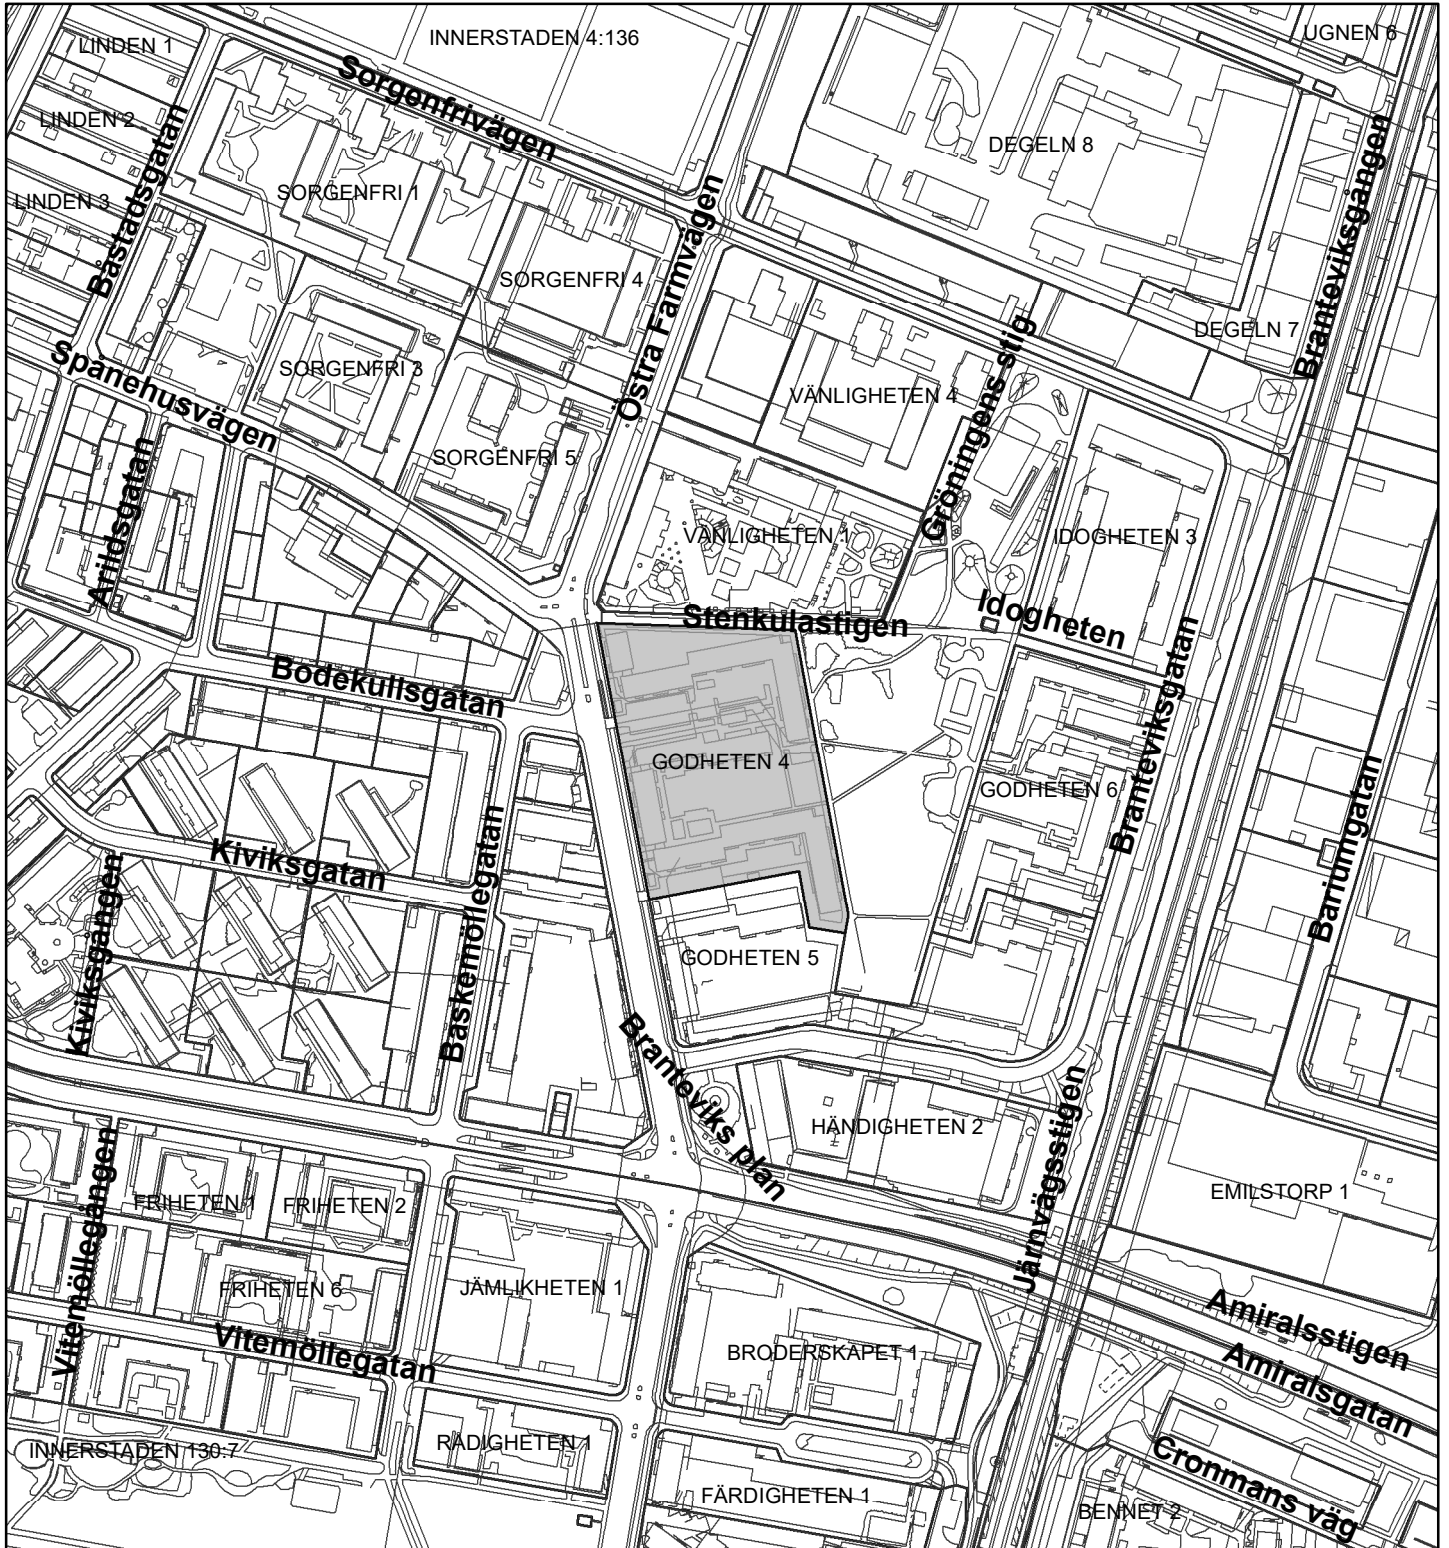 INNERSTADEN 4:136
UGNEN 6
LINDEN 1
Sorgenfrivägen
LINDEN 2
Båstadsgatan
DEGELN 8
Branteviksgången
SORGENFRI 1
LINDEN 3
Östra Farmvägen
SORGENFRI 4
DEGELN 7
Spånehusvägen
SORGENFRI 3
VÄNLIGHETEN 4
Gröningens stig
SORGENFRI 5
Arildsgatan
VÄNLIGHETEN 1
IDOGHETEN 3
Stenkulastigen
Idogheten
Bodekullsgatan
Branteviksgatan
GODHETEN 4
GODHETEN 6
Bariumgatan
Kiviksgatan
Kiviksgången
Baskemöllegatan
GODHETEN 5
Branteviks plan
HÄNDIGHETEN 2
Järnvägsstigen
Vitemöllegången
FRIHETEN 1
FRIHETEN 2
EMILSTORP 1
FRIHETEN 6
JÄMLIKHETEN 1
Amiralsstigen
Vitemöllegatan
BRODERSKAPET 1
Amiralsgatan
INNERSTADEN 130:7
RÅDIGHETEN 1
Cronmans väg
FÄRDIGHETEN 1
BENNET 2